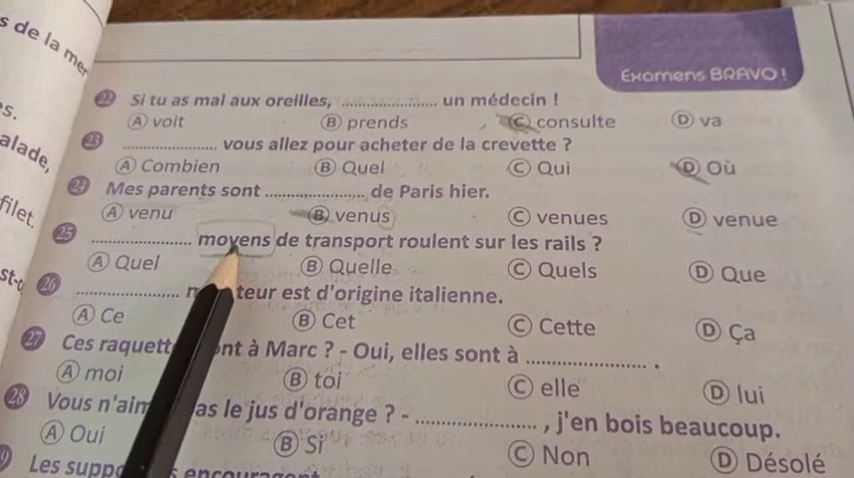 s de la mer
Examens BRAVO !
22 Si tu as mal aux oreilles, .................... un médecin !
A voit B prends C consulte D va
s.
23 .................... vous allez pour acheter de la crevette ?
alade,
A Combien B Quel C Qui D Où
24 Mes parents sont .................... de Paris hier.
filet.
A venu B venus C venues D venue
25 .................... moyens de transport roulent sur les rails ?
A Quel B Quelle C Quels D Que
26 .................... teur est d'origine italienne.
A Ce B Cet C Cette D Ça
27 Ces raquett nt à Marc ? - Oui, elles sont à .................... .
A moi B toi C elle D lui
28 Vous n'aim as le jus d'orange ? - .................... , j'en bois beaucoup.
A Oui B Si C Non D Désolé
9 Les suppo